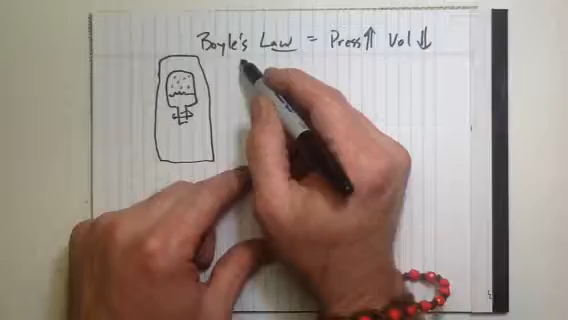 Boyle's Law = Press⇑ Vol⇓